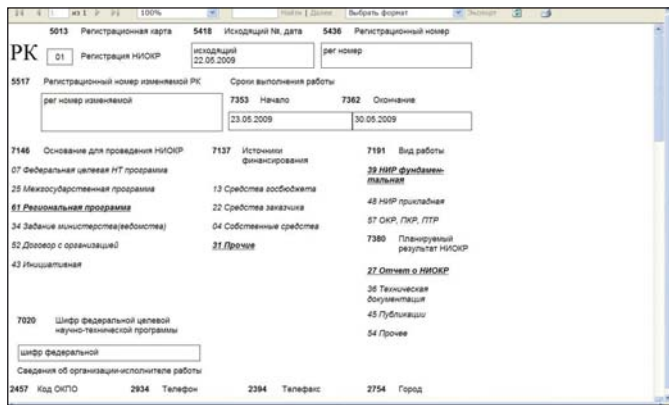 1 из 1 100% Найти | Далее Выбрать формат Экспорт
5013 Регистрационная карта 5418 Исходящий №, дата 5436 Регистрационный номер
РК 01 Регистрация НИОКР исходящий рег номер
22.05.2009
5517 Регистрационный номер изменяемой РК Сроки выполнения работы
рег номер изменяемой 7353 Начало 7362 Окончание
23.05.2009 30.05.2009
7146 Основание для проведения НИОКР 7137 Источники финансирования 7191 Вид работы
07 Федеральная целевая НТ программа 39 НИР фундамен-
тальная
25 Межгосударственная программа 13 Средства госбюджета
61 Региональная программа 22 Средства заказчика 48 НИР прикладная
34 Задание министерства(ведомства) 04 Собственные средства 57 ОКР, ПКР, ПТР
52 Договор с организацией 31 Прочие 7380 Планируемый
результат НИОКР
43 Инициативная 27 Отчет о НИОКР
36 Техническая
документация
7020 Шифр федеральной целевой 45 Публикации
научно-технической программы 54 Прочее
шифр федеральной
Сведения об организации-исполнителе работы
2457 Код ОКПО 2934 Телефон 2394 Телефакс 2754 Город